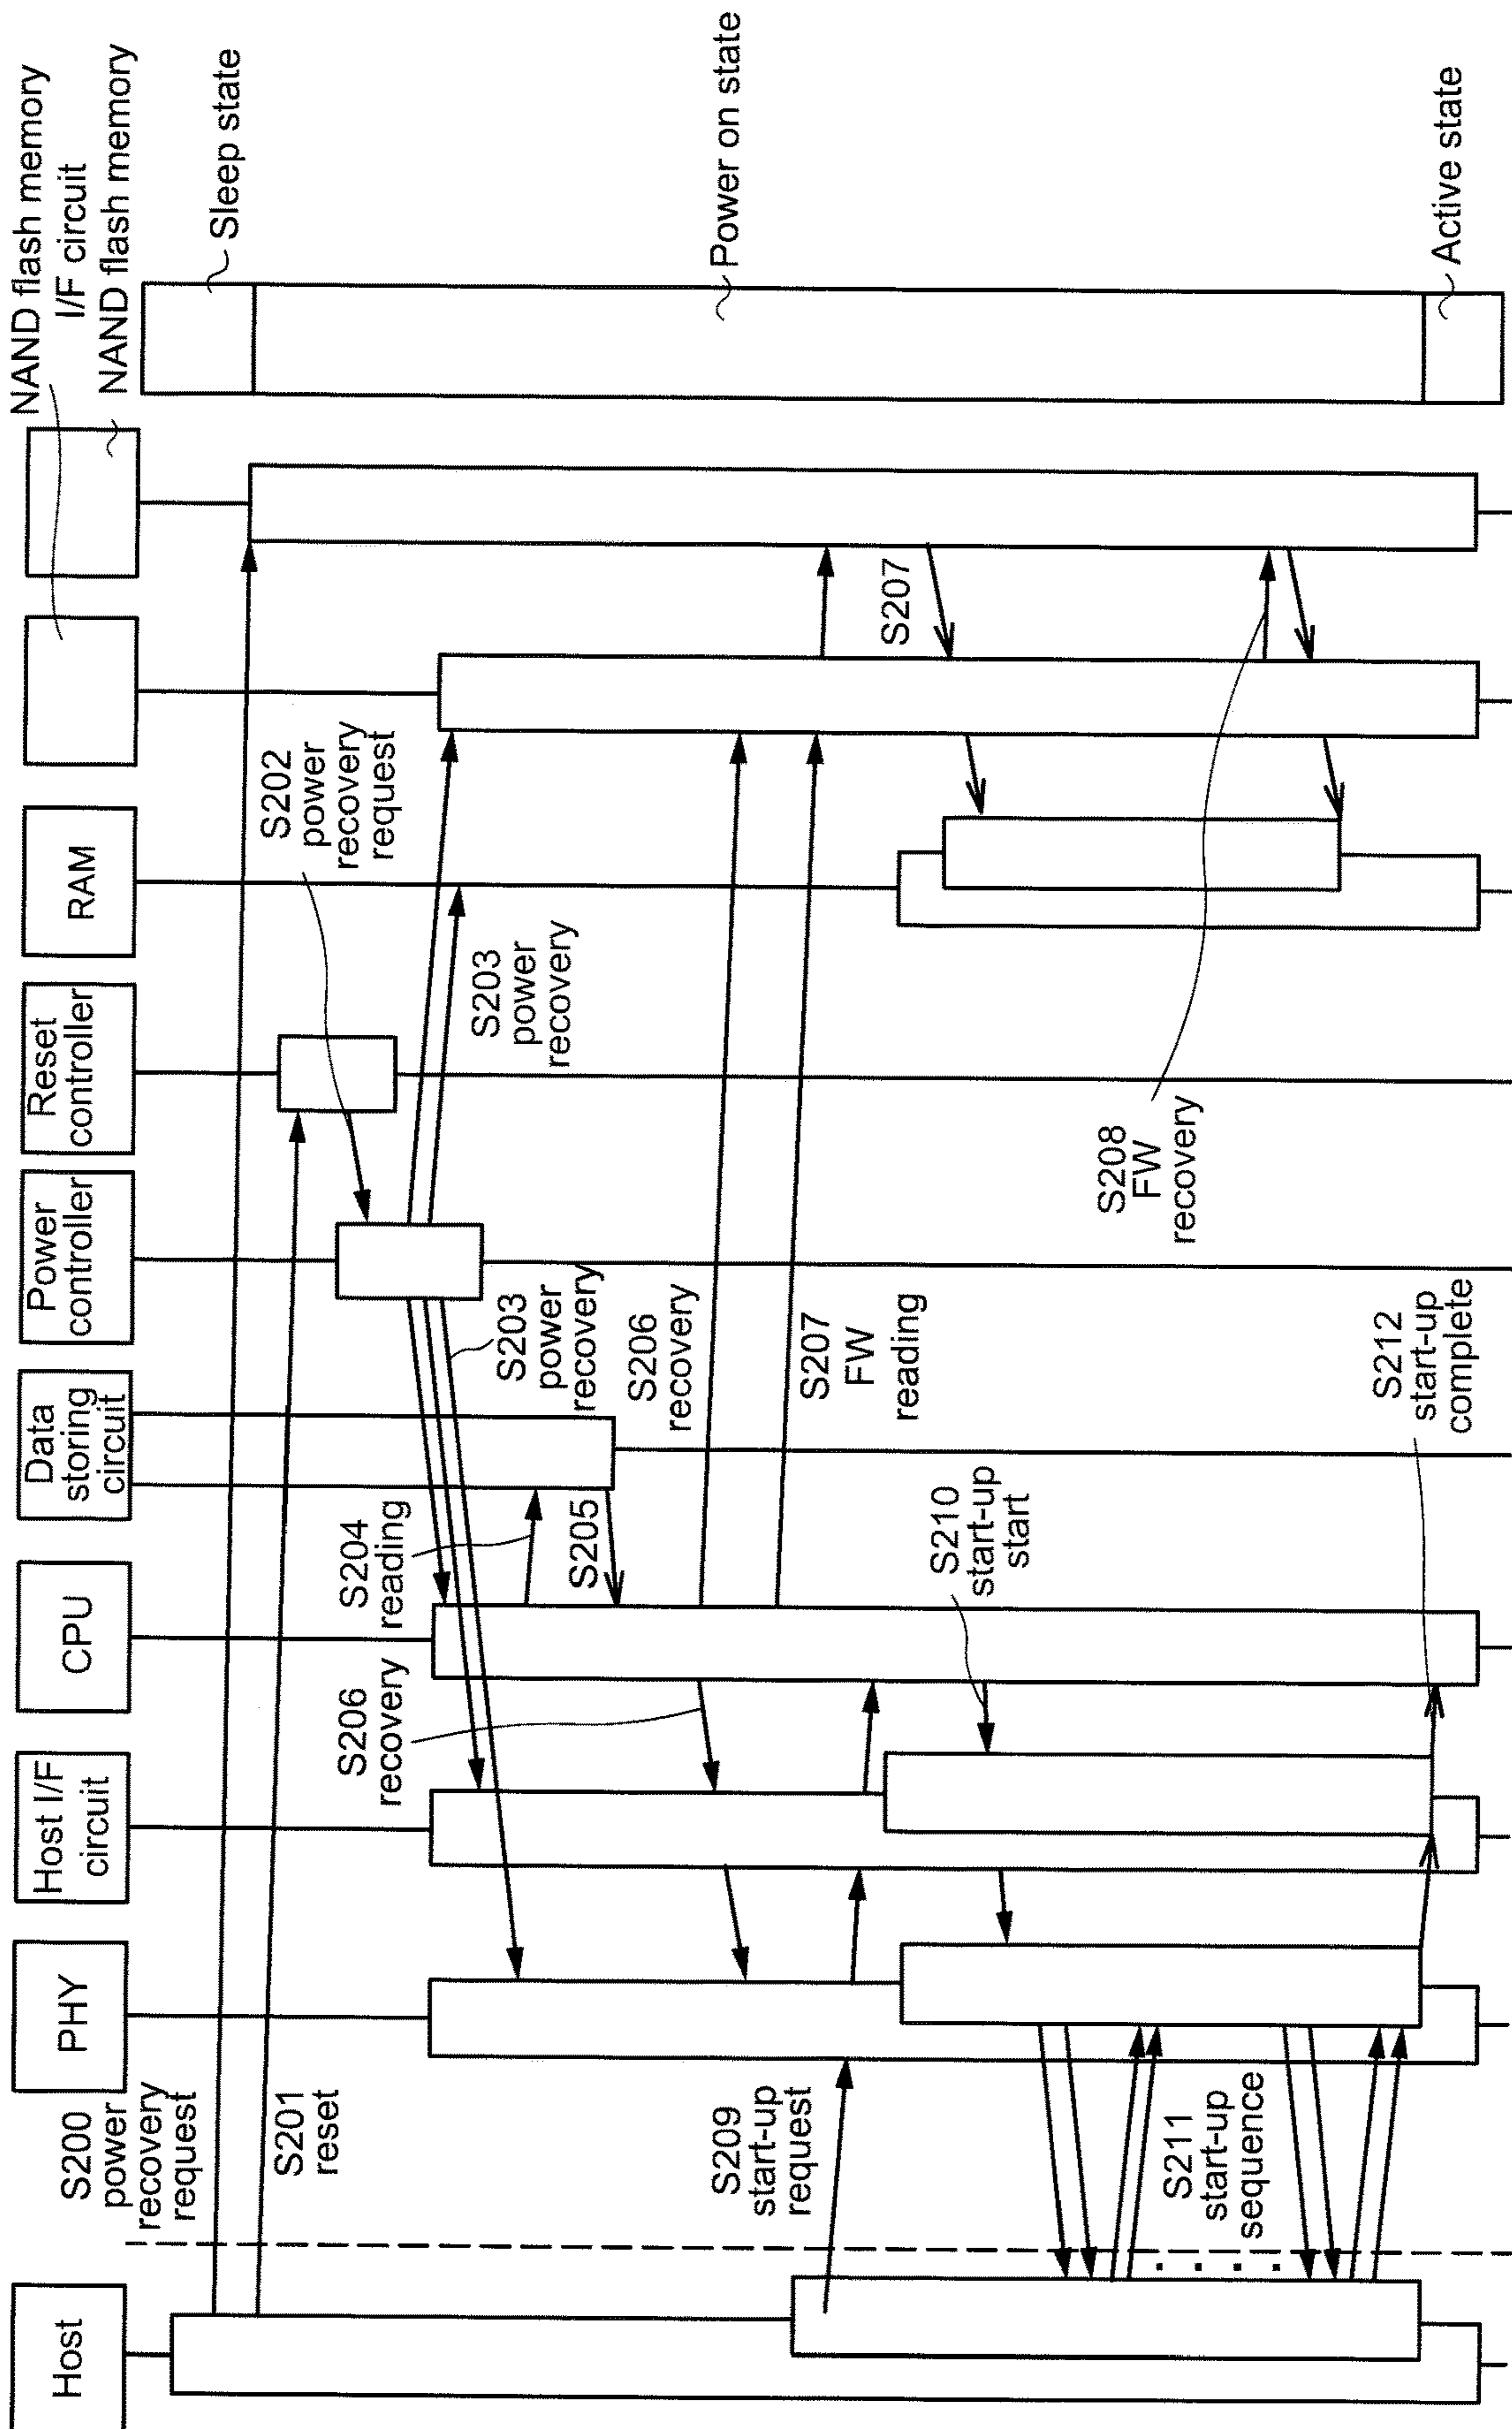 Host
PHY
Host I/F
circuit
CPU
Data
storing
circuit
Power
controller
Reset
controller
RAM
NAND flash memory
I/F circuit
NAND flash memory
S200
power
recovery
request
S201
reset
S202
power
recovery
request
S203
power
recovery
S203
power
recovery
S204
reading
S205
S206
recovery
S206
recovery
S207
FW
reading
S207
S208
FW
recovery
S209
start-up
request
S210
start-up
start
S211
start-up
sequence
S212
start-up
complete
Sleep state
Power on state
Active state